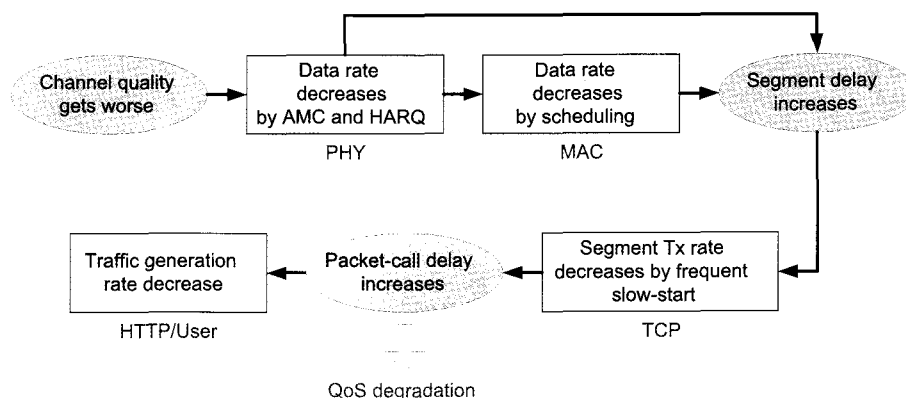 Channel quality
gets worse
Data rate
decreases
by AMC and HARQ
PHY
Data rate
decreases
by scheduling
MAC
Segment delay
increases
Traffic generation
rate decrease
HTTP/User
Packet-call delay
increases
Segment Tx rate
decreases by frequent
slow-start
TCP
QoS degradation